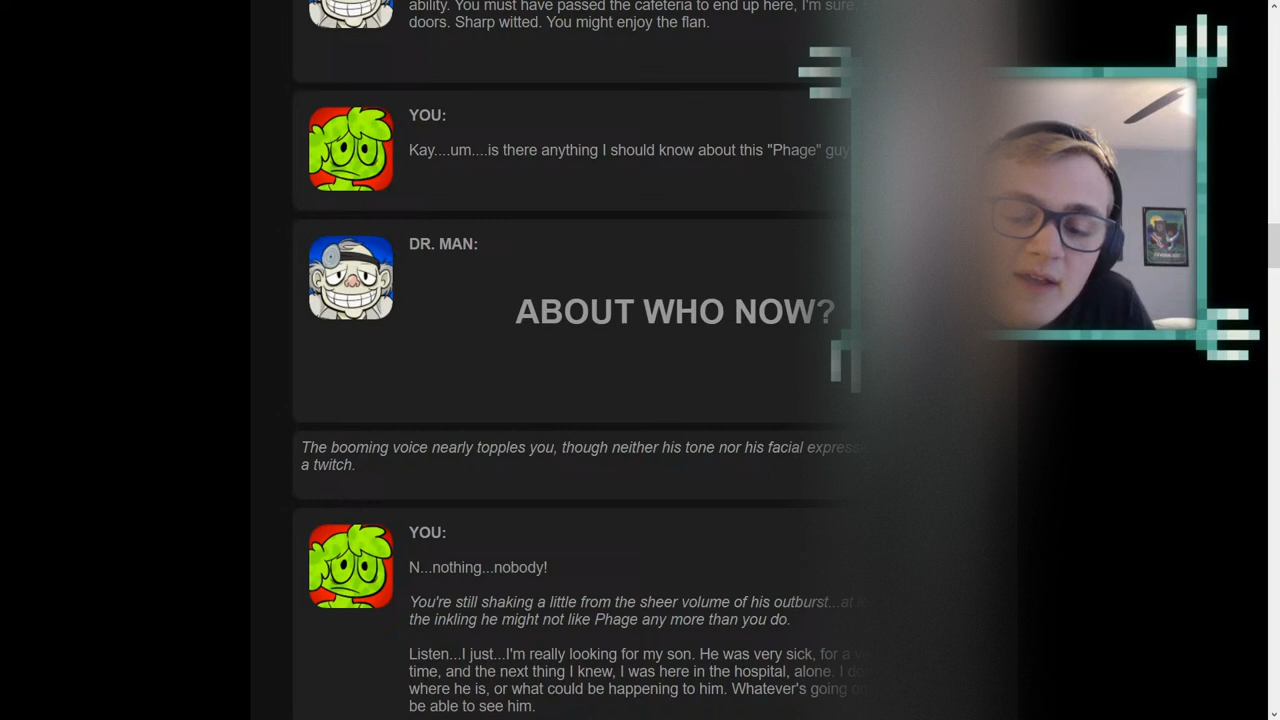 ability. You must have passed the cafeteria to end up here, I'm sure,
doors. Sharp witted. You might enjoy the flan.
YOU:
Kay....um....is there anything I should know about this "Phage" guy
DR. MAN:
ABOUT WHO NOW?
The booming voice nearly topples you, though neither his tone nor his facial
a twitch.
YOU:
N...nothing...nobody!
You're still shaking a little from the sheer volume of his outburst...at
the inkling he might not like Phage any more than you do.
Listen...I just...I'm really looking for my son. He was very sick, for a
time, and the next thing I knew, I was here in the hospital, alone. I
where he is, or what could be happening to him. Whatever's going
be able to see him.